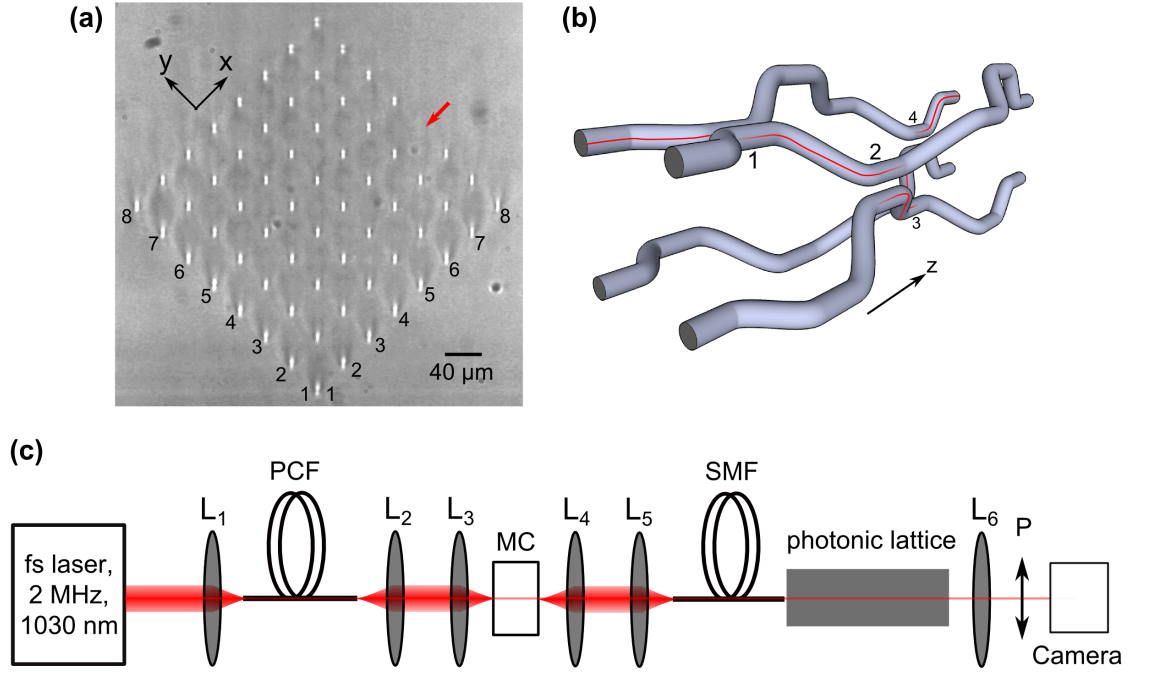 (a)
y
x
8
8
7
7
6
6
5
5
4
4
3
3
2
2
1
1
40 μm
(b)
4
1
2
3
z
(c)
PCF
SMF
L1
L2
L3
MC
L4
L5
photonic lattice
L6
P
fs laser,
2 MHz,
1030 nm
Camera